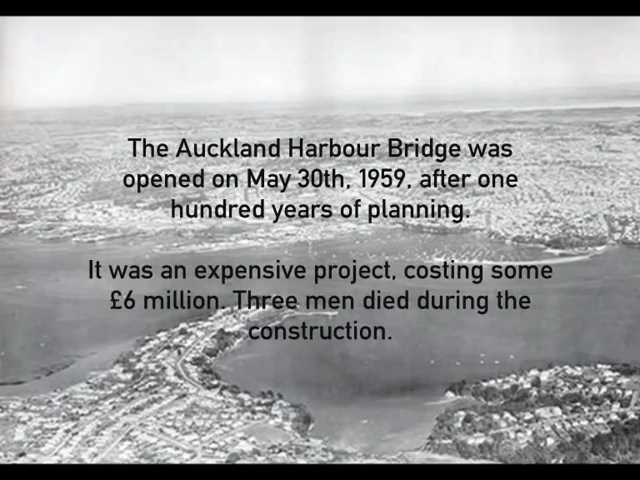 The Auckland Harbour Bridge was
opened on May 30th, 1959, after one
hundred years of planning.
It was an expensive project, costing some
£6 million. Three men died during the
construction.